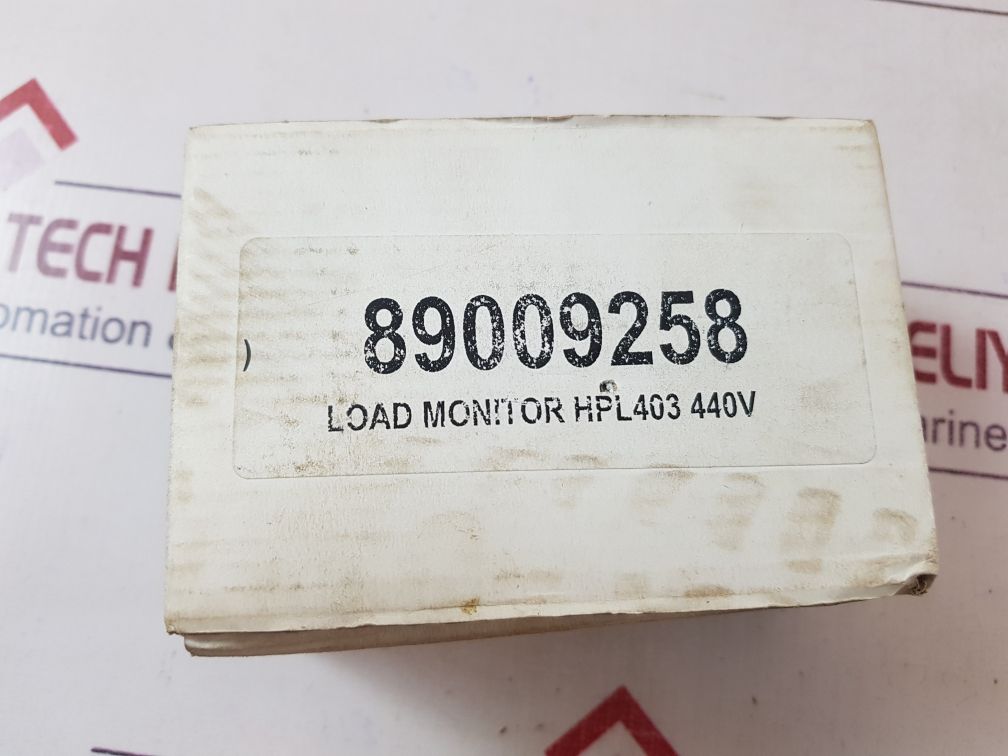 TECH
omation
ELIY
arine
)
89009258
LOAD MONITOR HPL403 440V